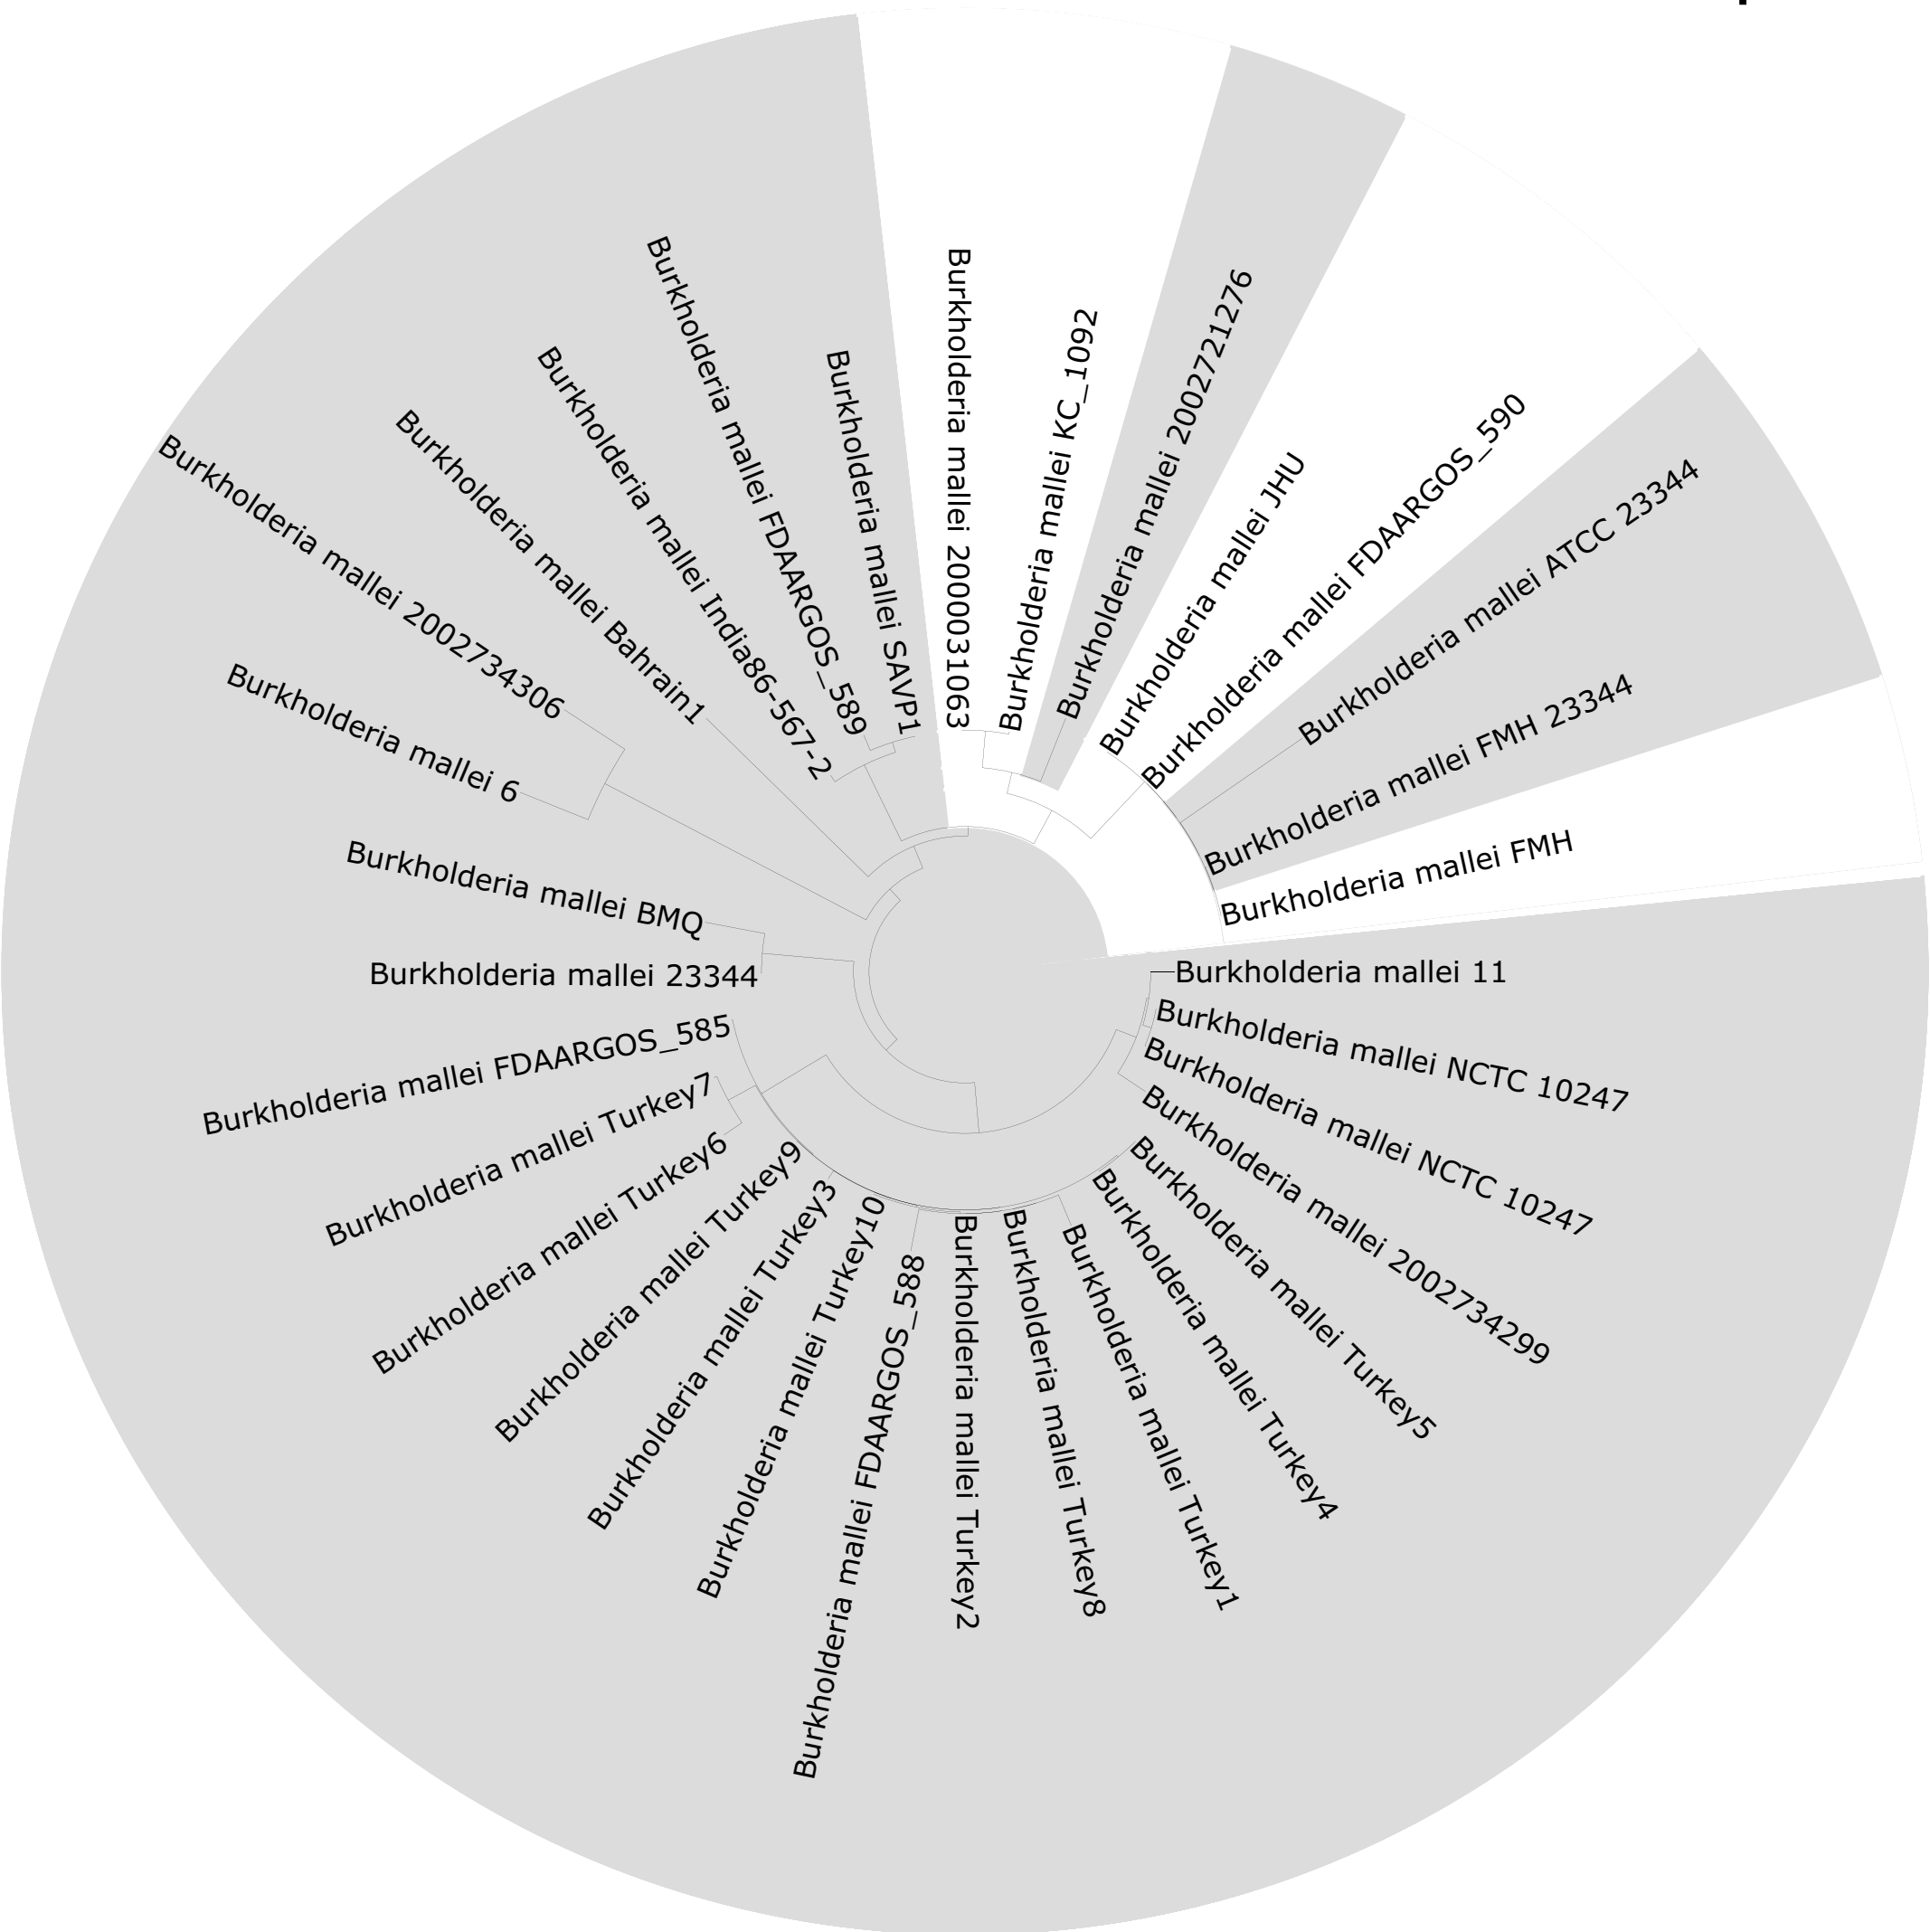 Burkholderia mallei 2000031063
Burkholderia mallei KC_1092
Burkholderia mallei 2002721276
Burkholderia mallei JHU
Burkholderia mallei FDAARGOS_590
Burkholderia mallei ATCC 23344
Burkholderia mallei FMH 23344
Burkholderia mallei FMH
Burkholderia mallei 11
Burkholderia mallei NCTC 10247
Burkholderia mallei NCTC 10247
Burkholderia mallei 2002734299
Burkholderia mallei Turkey5
Burkholderia mallei Turkey4
Burkholderia mallei Turkey1
Burkholderia mallei Turkey8
Burkholderia mallei Turkey2
Burkholderia mallei FDAARGOS_588
Burkholderia mallei Turkey10
Burkholderia mallei Turkey3
Burkholderia mallei Turkey9
Burkholderia mallei Turkey6
Burkholderia mallei Turkey7
Burkholderia mallei FDAARGOS_585
Burkholderia mallei 23344
Burkholderia mallei BMQ
Burkholderia mallei 6
Burkholderia mallei 2002734306
Burkholderia mallei Bahrain1
Burkholderia mallei India86-567-2
Burkholderia mallei FDAARGOS_589
Burkholderia mallei SAVP1